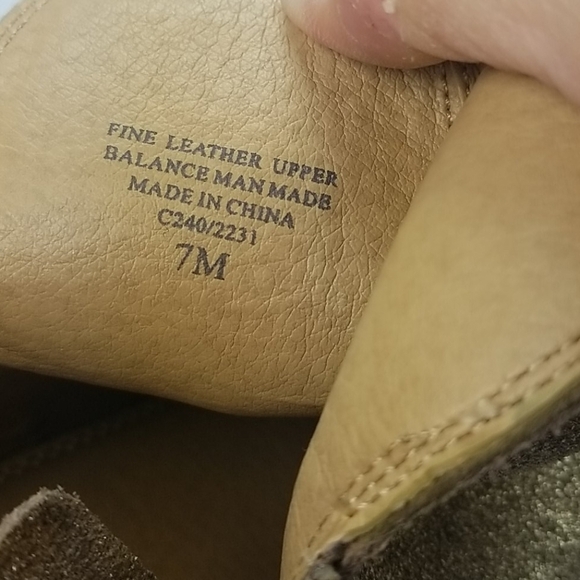 FINE LEATHER UPPER
BALANCE MAN MADE
MADE IN CHINA
C240/2231
7M